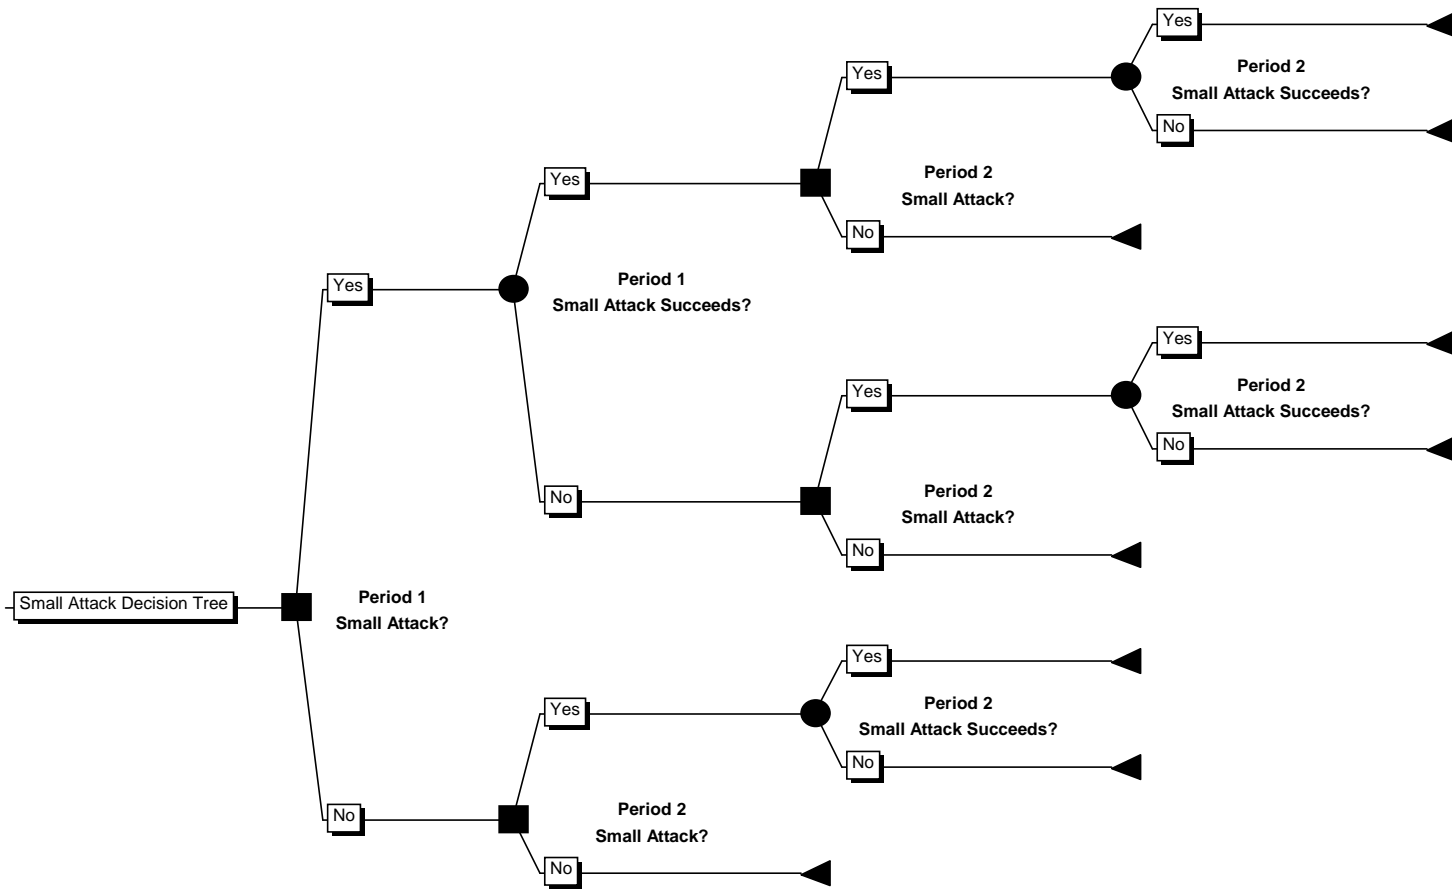 Yes
Period 2
Small Attack Succeeds?
Yes
No
Period 2
Small Attack?
Yes
No
Period 1
Small Attack Succeeds?
Yes
Yes
Period 2
Small Attack Succeeds?
Yes
No
Period 2
Small Attack?
No
No
Small Attack Decision Tree
Period 1
Small Attack?
Yes
Period 2
Small Attack Succeeds?
Yes
No
No
Period 2
Small Attack?
No